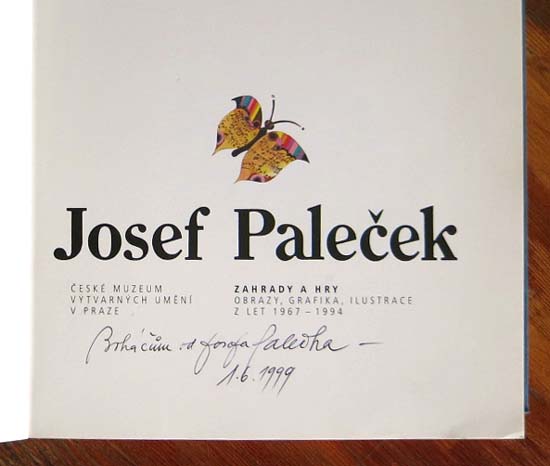 Josef Paleček
ČESKÉ MUZEUM
VÝTVARNÝCH UMĚNÍ
V PRAZE
ZAHRADY A HRY
OBRAZY, GRAFIKA, ILUSTRACE
Z LET 1967 – 1994
od Josefa Palečka –
1. 6. 1999